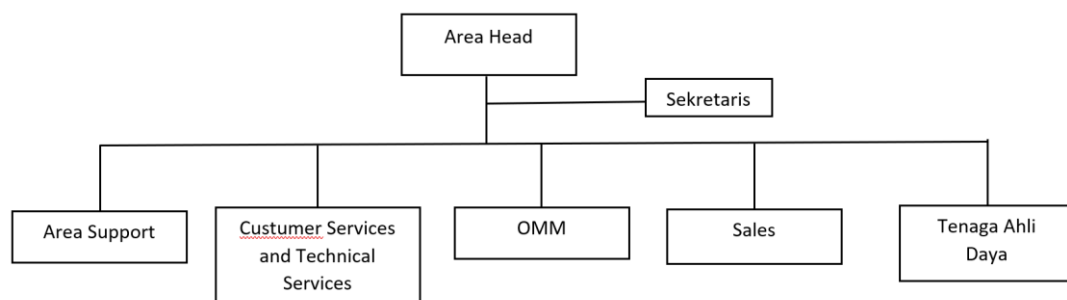 Area Head
Sekretaris
Area Support
Custumer Services
and Technical
Services
OMM
Sales
Tenaga Ahli
Daya